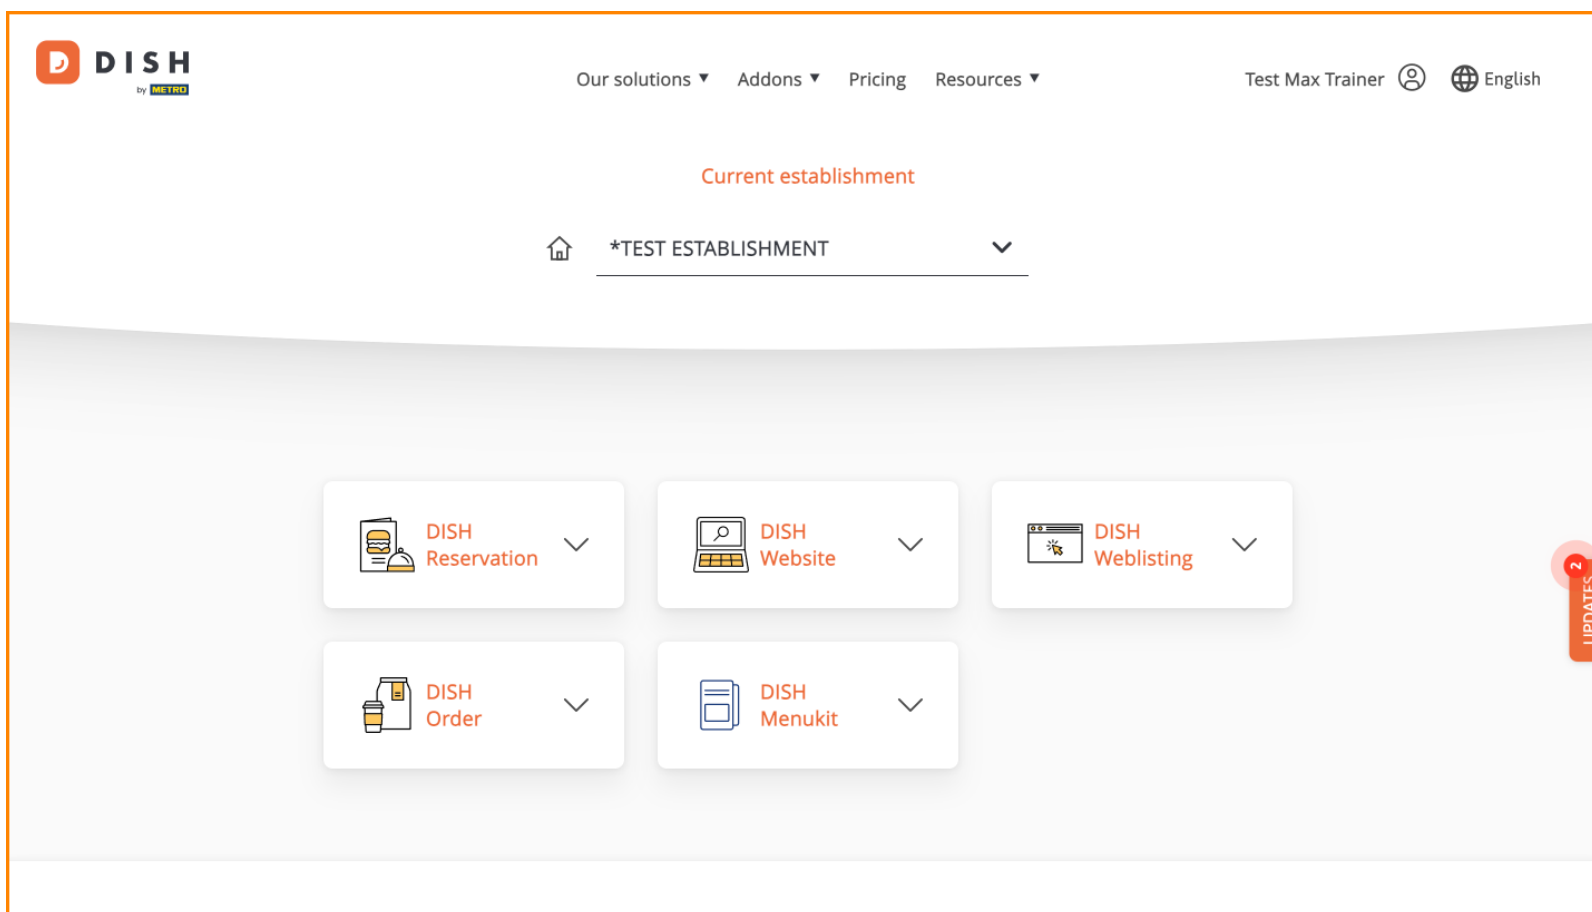 DISH
by METRO
Our solutions ▼ Addons ▼ Pricing Resources ▼
Test Max Trainer English
Current establishment
*TEST ESTABLISHMENT
DISH
Reservation
DISH
Website
DISH
Weblisting
2
UPDATES
DISH
Order
DISH
Menukit